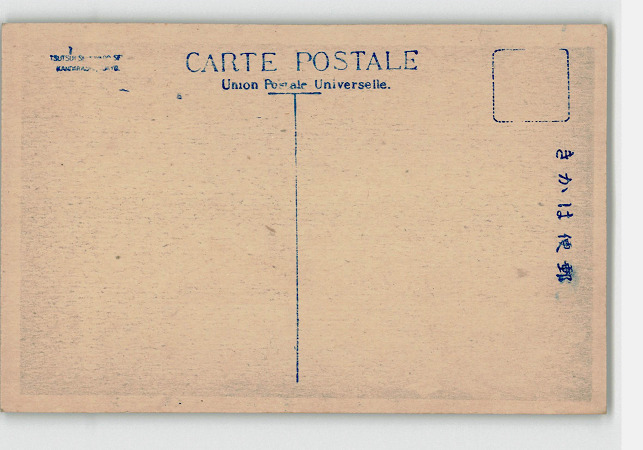 CARTE POSTALE
Union Postale Universelle.
きかは便郵